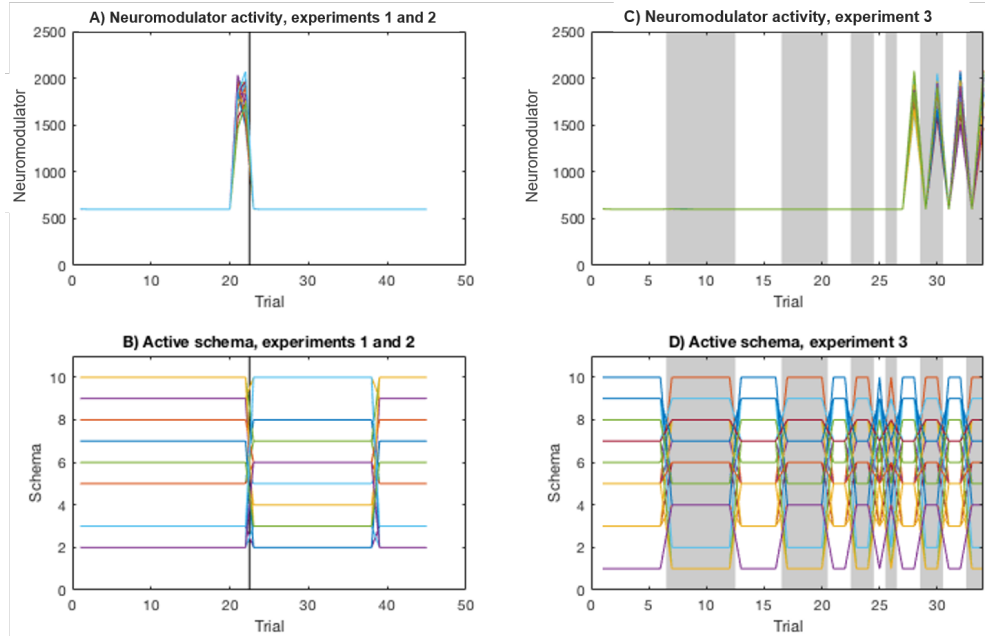 A) Neuromodulator activity, experiments 1 and 2
2500
2000
1500
1000
500
0
Neuromodulator
0 10 20 30 40 50
Trial
C) Neuromodulator activity, experiment 3
2500
2000
1500
1000
500
0
Neuromodulator
0 5 10 15 20 25 30
Trial
B) Active schema, experiments 1 and 2
10
8
6
4
2
0
Schema
0 10 20 30 40 50
Trial
D) Active schema, experiment 3
10
8
6
4
2
0
Schema
0 5 10 15 20 25 30
Trial